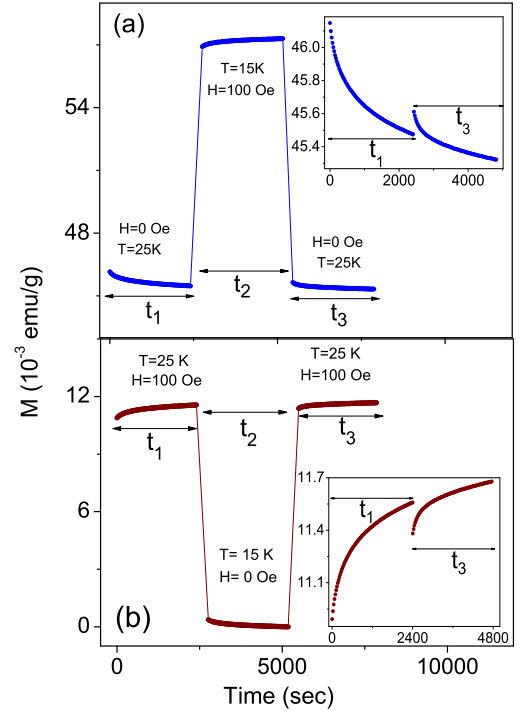 (a)
T=15K
H=100 Oe
H=0 Oe
T=25K
H=0 Oe
T=25K
t1
t2
t3
54
48
46.0
45.6
45.2
t3
t1
0 2000 4000
M (10-3 emu/g)
T=25 K
H=100 Oe
T=25 K
H=100 Oe
t1
t2
t3
12
6
0
T= 15 K
H= 0 Oe
(b)
11.7
11.4
11.1
t1
t3
0 2400 4800
0 5000 10000
Time (sec)